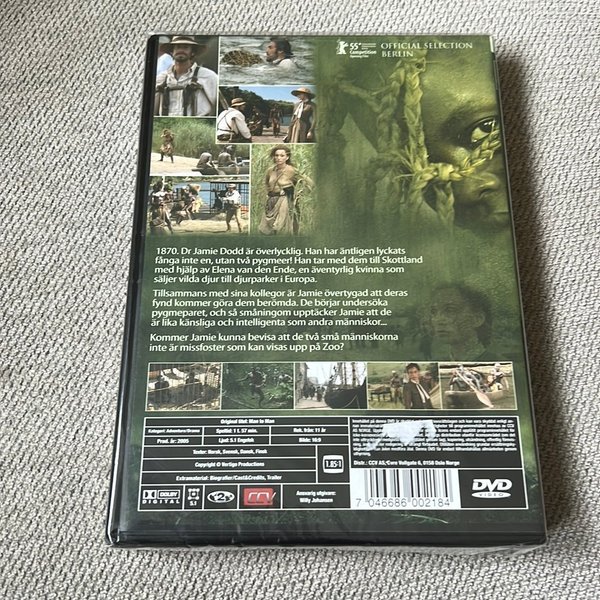 55th
Competition
OFFICIAL SELECTION
BERLIN
1870. Dr Jamie Dodd är överlycklig. Han har äntligen lyckats
fånga inte en, utan två pygmeer! Han tar med dem till Skottland
med hjälp av Elena van den Ende, en äventyrlig kvinna som
säljer vilda djur till djurparker i Europa.
Tillsammans med sina kollegor är Jamie övertygad att deras
fynd kommer göra dem berömda. De börjar undersöka
pygmeparet, och så småningom upptäcker Jamie att de
är lika känsliga och intelligenta som andra människor...
Kommer Jamie kunna bevisa att de två små människorna
inte är missfoster som kan visas upp på Zoo?
Original titel: Man to Man
Kategori: Adventure/Drama
Spelltid: 1 t. 57 min.
Rek. från: 11 år
Prod. år: 2005
Ljud: 5.1 Engelsk
Bilde: 16:9
Texter: Norsk, Svensk, Dansk, Finsk
Copyright © Vertigo Productions
Extramaterial: Biografier/Cast&Credits, Trailer
1.85:1
Distr.: CCV AS, Øvre Vollgate 6, 0158 Oslo Norge
DOLBY
DIGITAL
5.1
2
CCV
Ansvarig utgivare:
Willy Johansen
7 046686 002184
DVD
VIDEO